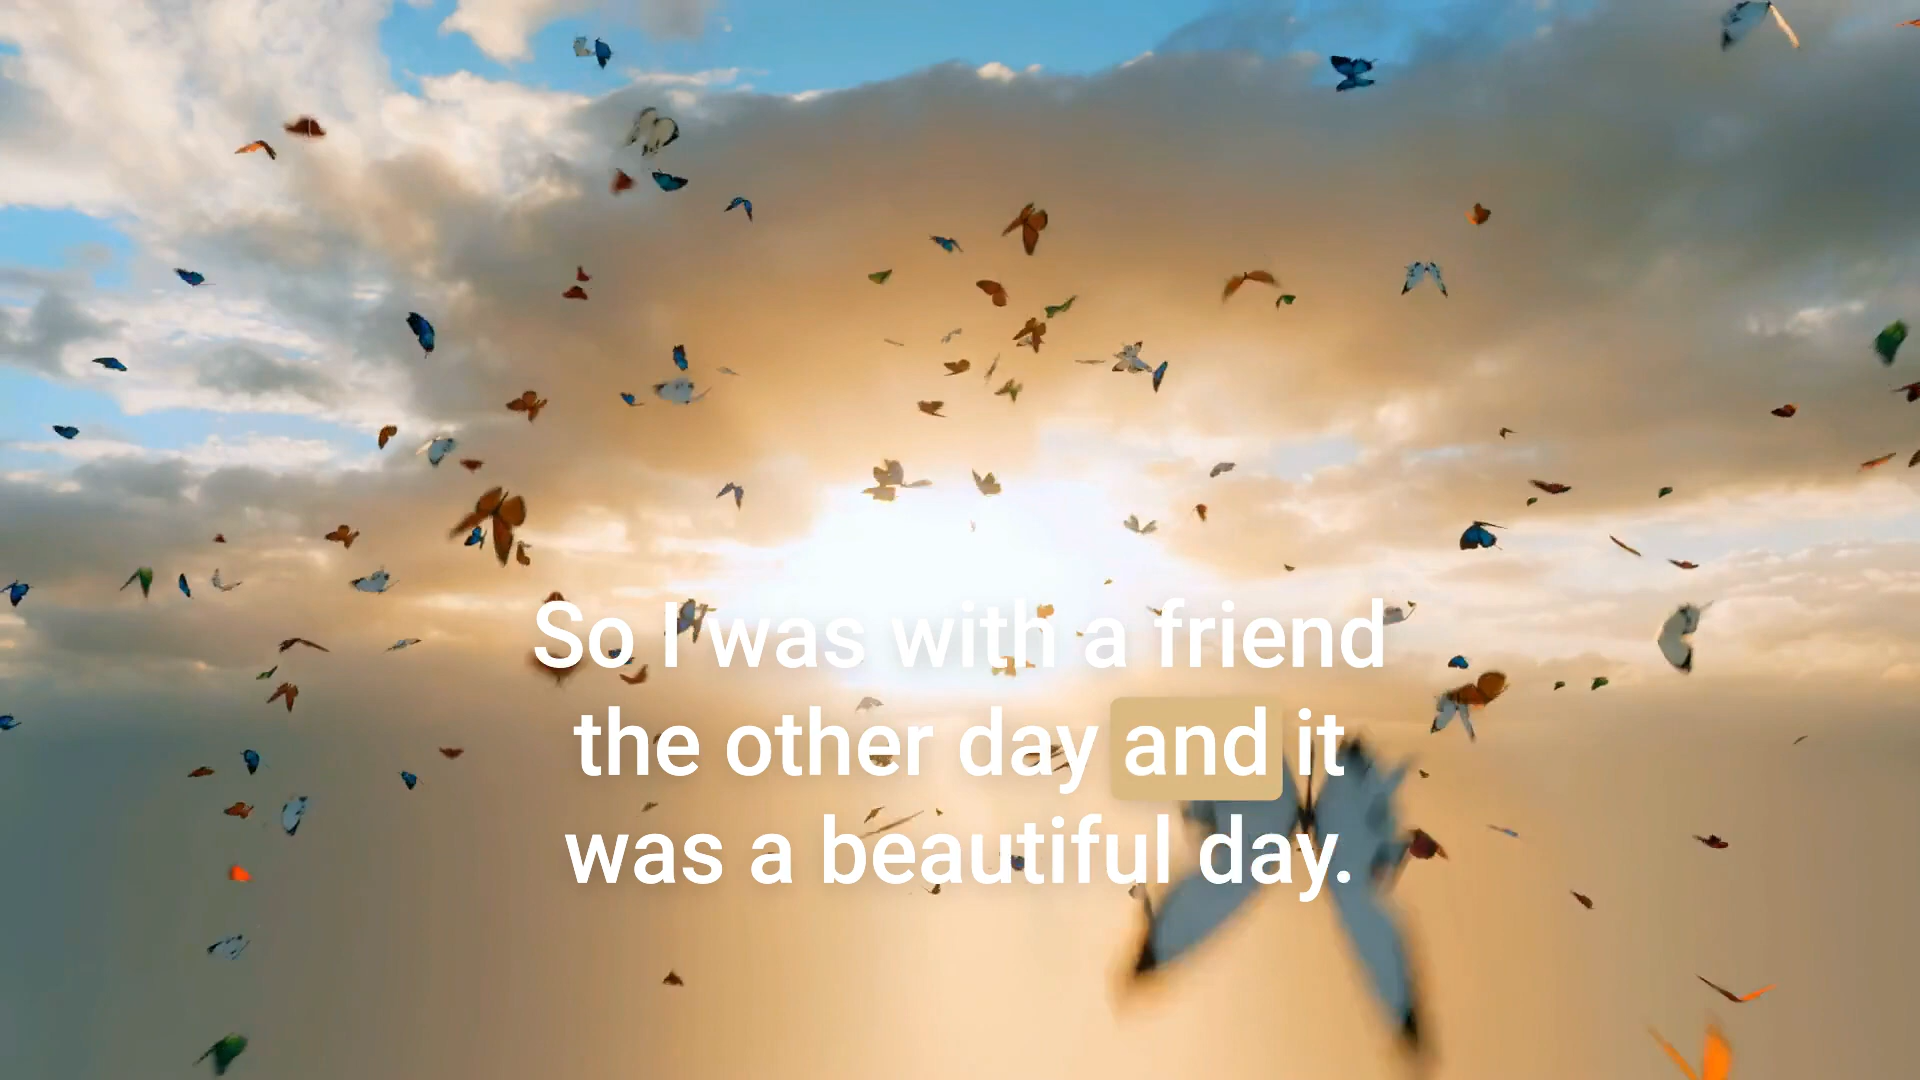 So I was with a friend
the other day and it
was a beautiful day.